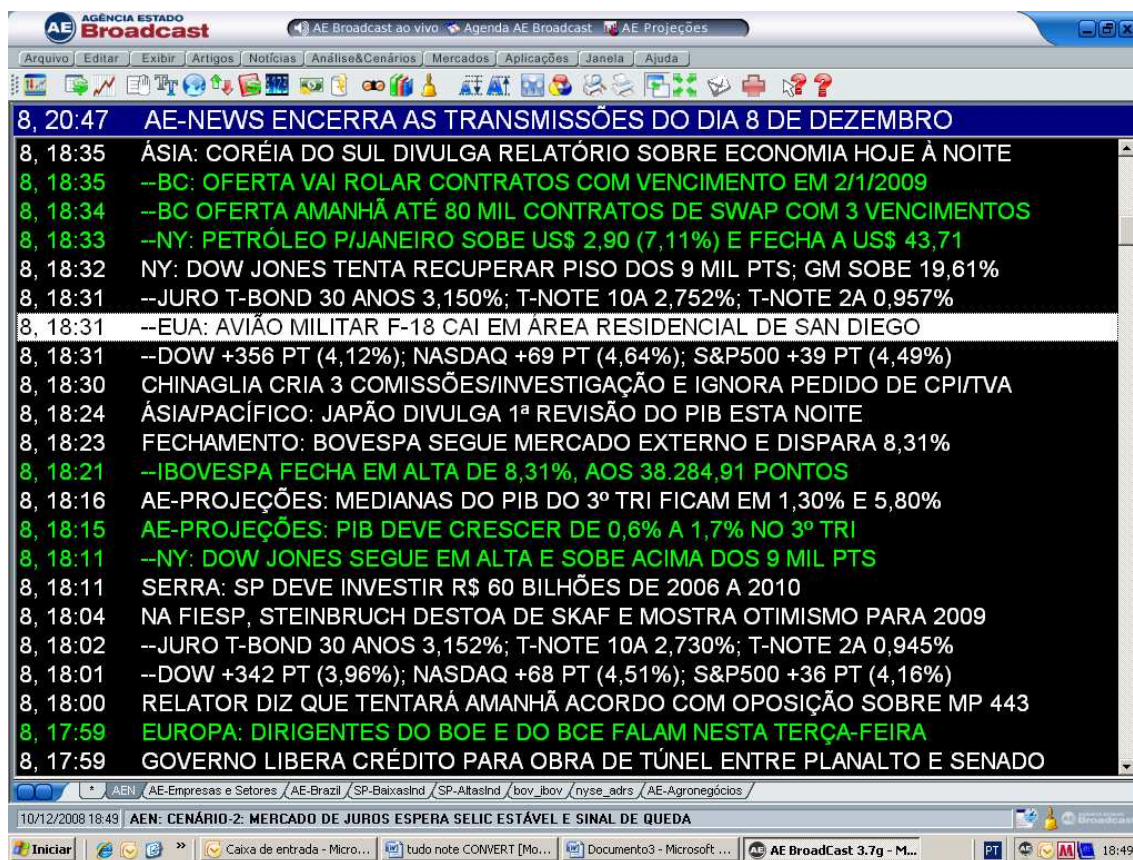 AE AGÊNCIA ESTADO
Broadcast
AE Broadcast ao vivo Agenda AE Broadcast AE Projeções
Arquivo Editar Exibir Artigos Notícias Análise&Cenários Mercados Aplicações Janela Ajuda
8, 20:47 AE-NEWS ENCERRA AS TRANSMISSÕES DO DIA 8 DE DEZEMBRO
8, 18:35 ÁSIA: CORÉIA DO SUL DIVULGA RELATÓRIO SOBRE ECONOMIA HOJE À NOITE
8, 18:35 --BC: OFERTA VAI ROLAR CONTRATOS COM VENCIMENTO EM 2/1/2009
8, 18:34 --BC OFERTA AMANHÃ ATÉ 80 MIL CONTRATOS DE SWAP COM 3 VENCIMENTOS
8, 18:33 --NY: PETRÓLEO P/JANEIRO SOBE US$ 2,90 (7,11%) E FECHA A US$ 43,71
8, 18:32 NY: DOW JONES TENTA RECUPERAR PISO DOS 9 MIL PTS; GM SOBE 19,61%
8, 18:31 --JURO T-BOND 30 ANOS 3,150%; T-NOTE 10A 2,752%; T-NOTE 2A 0,957%
8, 18:31 --EUA: AVIÃO MILITAR F-18 CAI EM ÁREA RESIDENCIAL DE SAN DIEGO
8, 18:31 --DOW +356 PT (4,12%); NASDAQ +69 PT (4,64%); S&P500 +39 PT (4,49%)
8, 18:30 CHINAGLIA CRIA 3 COMISSÕES/INVESTIGAÇÃO E IGNORA PEDIDO DE CPI/TVA
8, 18:24 ÁSIA/PACÍFICO: JAPÃO DIVULGA 1ª REVISÃO DO PIB ESTA NOITE
8, 18:23 FECHAMENTO: BOVESPA SEGUE MERCADO EXTERNO E DISPARA 8,31%
8, 18:21 --IBOVESPA FECHA EM ALTA DE 8,31%, AOS 38.284,91 PONTOS
8, 18:16 AE-PROJEÇÕES: MEDIANAS DO PIB DO 3º TRI FICAM EM 1,30% E 5,80%
8, 18:15 AE-PROJEÇÕES: PIB DEVE CRESCER DE 0,6% A 1,7% NO 3º TRI
8, 18:11 --NY: DOW JONES SEGUE EM ALTA E SOBE ACIMA DOS 9 MIL PTS
8, 18:11 SERRA: SP DEVE INVESTIR R$ 60 BILHÕES DE 2006 A 2010
8, 18:04 NA FIESP, STEINBRUCH DESTOA DE SKAF E MOSTRA OTIMISMO PARA 2009
8, 18:02 --JURO T-BOND 30 ANOS 3,152%; T-NOTE 10A 2,730%; T-NOTE 2A 0,945%
8, 18:01 --DOW +342 PT (3,96%); NASDAQ +68 PT (4,51%); S&P500 +36 PT (4,16%)
8, 18:00 RELATOR DIZ QUE TENTARÁ AMANHÃ ACORDO COM OPOSIÇÃO SOBRE MP 443
8, 17:59 EUROPA: DIRIGENTES DO BOE E DO BCE FALAM NESTA TERÇA-FEIRA
8, 17:59 GOVERNO LIBERA CRÉDITO PARA OBRA DE TÚNEL ENTRE PLANALTO E SENADO
* AEN AE-Empresas e Setores AE-Brazil SP-BaixasInd SP-AltasInd bov_ibov nyse_adrs AE-Agronegócios
10/12/2008 18:49 AEN: CENÁRIO-2: MERCADO DE JUROS ESPERA SELIC ESTÁVEL E SINAL DE QUEDA Broadcast
Iniciar » Caixa de entrada - Micro... tudo note CONVERT [Mo... Documento3 - Microsoft ... AE BroadCast 3.7g - M... PT 18:49